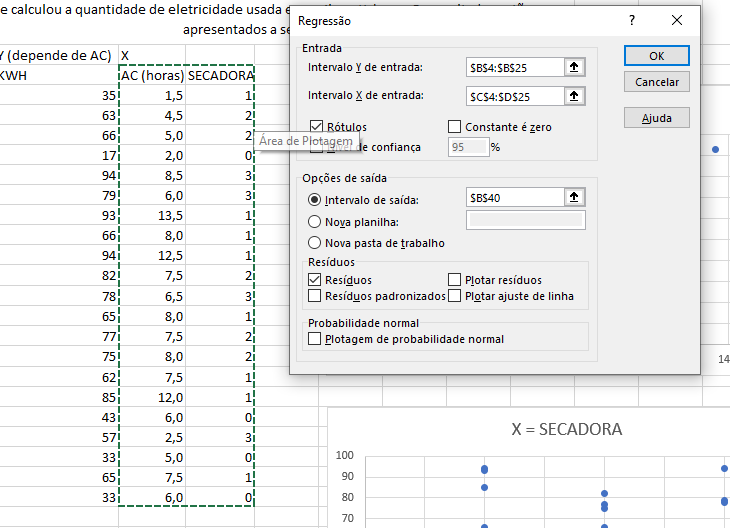 e calculou a quantidade de eletricidade usada e
apresentados a se
Y (depende de AC) X
KWH AC (horas) SECADORA
35 1,5 1
63 4,5 2
66 5,0 2
17 2,0 0
94 8,5 3
79 6,0 3
93 13,5 1
66 8,0 1
94 12,5 1
82 7,5 2
78 6,5 3
65 8,0 1
77 7,5 2
75 8,0 2
62 7,5 1
85 12,0 1
43 6,0 0
57 2,5 3
33 5,0 0
65 7,5 1
33 6,0 0
Área de Plotagem
Regressão ? ×
Entrada
Intervalo Y de entrada: $B$4:$B$25
Intervalo X de entrada: $C$4:$D$25
Rótulos Constante é zero
Nível de confiança 95 %
OK
Cancelar
Ajuda
Opções de saída
Intervalo de saída: $B$40
Nova planilha:
Nova pasta de trabalho
Resíduos
Resíduos Plotar resíduos
Resíduos padronizados Plotar ajuste de linha
Probabilidade normal
Plotagem de probabilidade normal
14
X = SECADORA
100
90
80
70